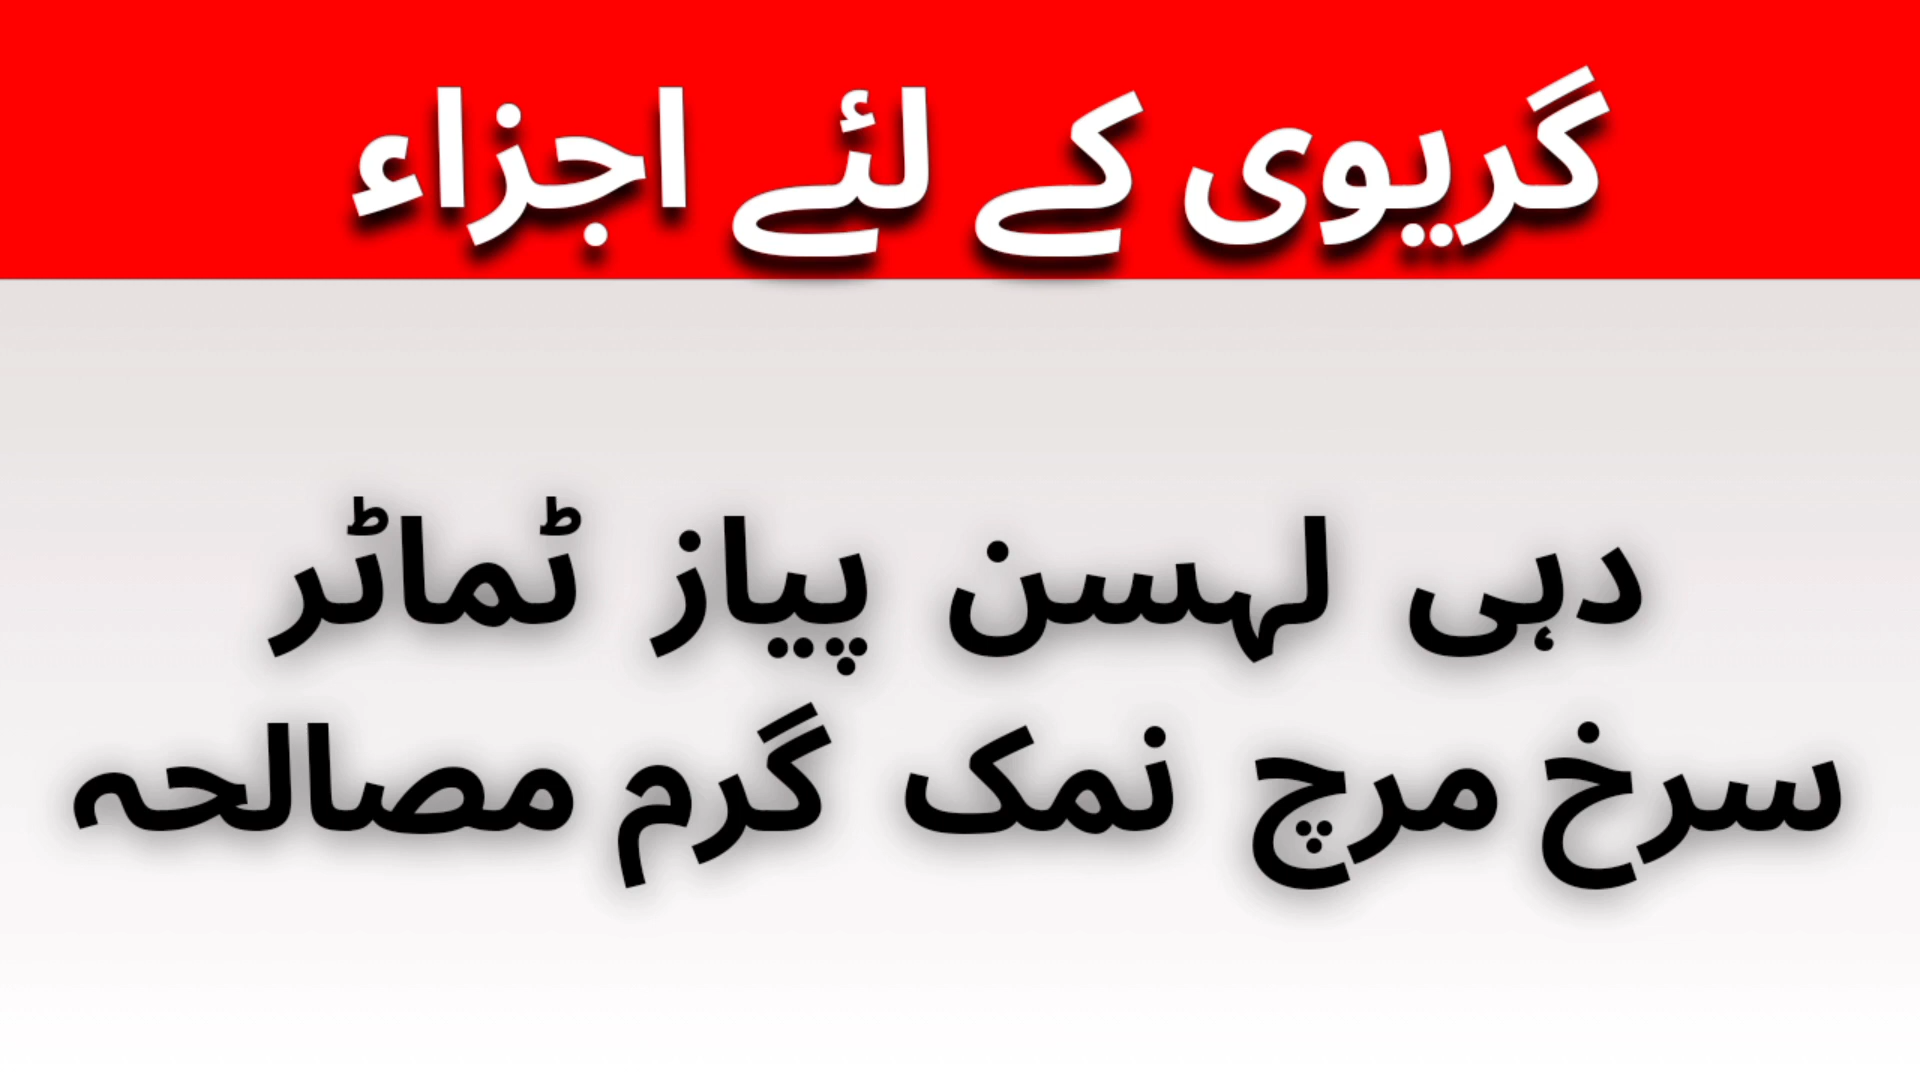 گریوی کے لئے اجزاء
دہی لہسن پیاز ٹماٹر
سرخ مرچ نمک گرم مصالحہ